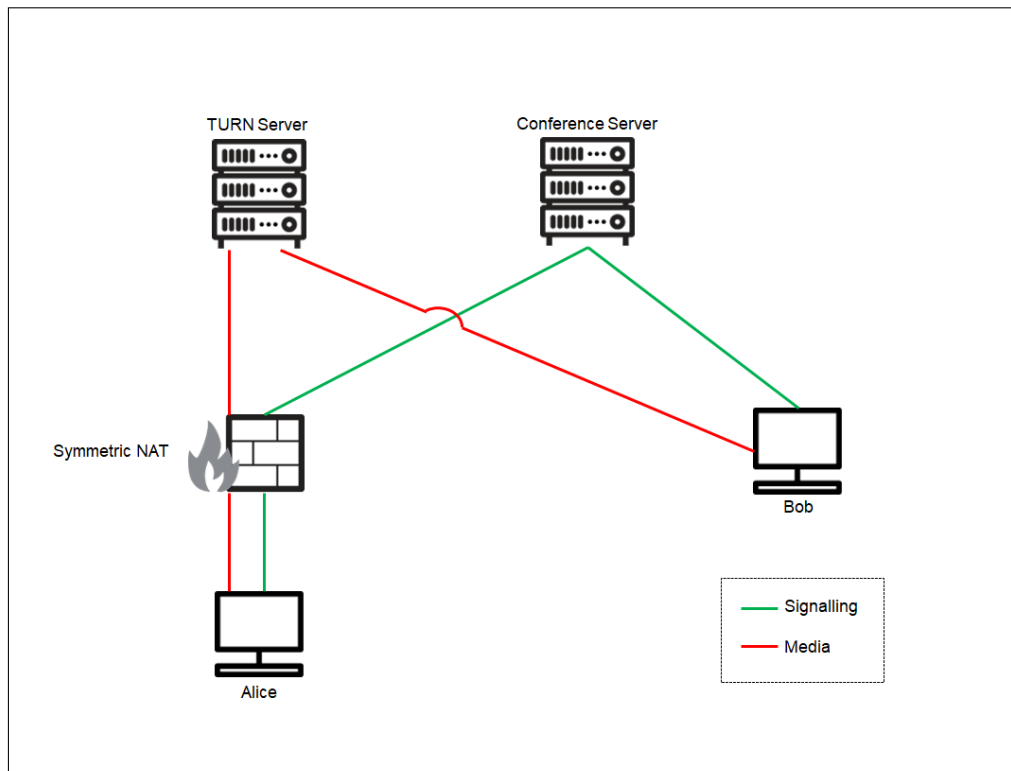 TURN Server
Conference Server
Symmetric NAT
Bob
Alice
Signalling
Media